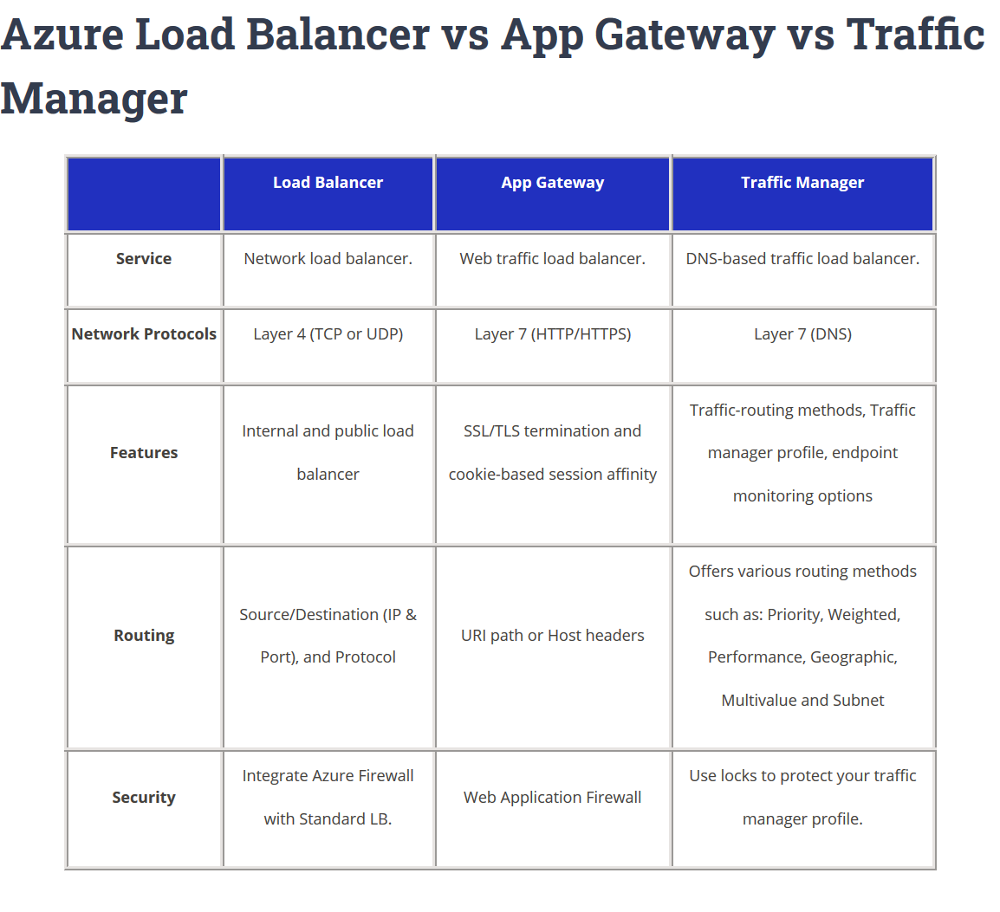 Azure Load Balancer vs App Gateway vs Traffic
Manager
Load Balancer
App Gateway
Traffic Manager
Service
Network load balancer.
Web traffic load balancer.
DNS-based traffic load balancer.
Network Protocols
Layer 4 (TCP or UDP)
Layer 7 (HTTP/HTTPS)
Layer 7 (DNS)
Features
Internal and public load
balancer
SSL/TLS termination and
cookie-based session affinity
Traffic-routing methods, Traffic
manager profile, endpoint
monitoring options
Routing
Source/Destination (IP &
Port), and Protocol
URI path or Host headers
Offers various routing methods
such as: Priority, Weighted,
Performance, Geographic,
Multivalue and Subnet
Security
Integrate Azure Firewall
with Standard LB.
Web Application Firewall
Use locks to protect your traffic
manager profile.